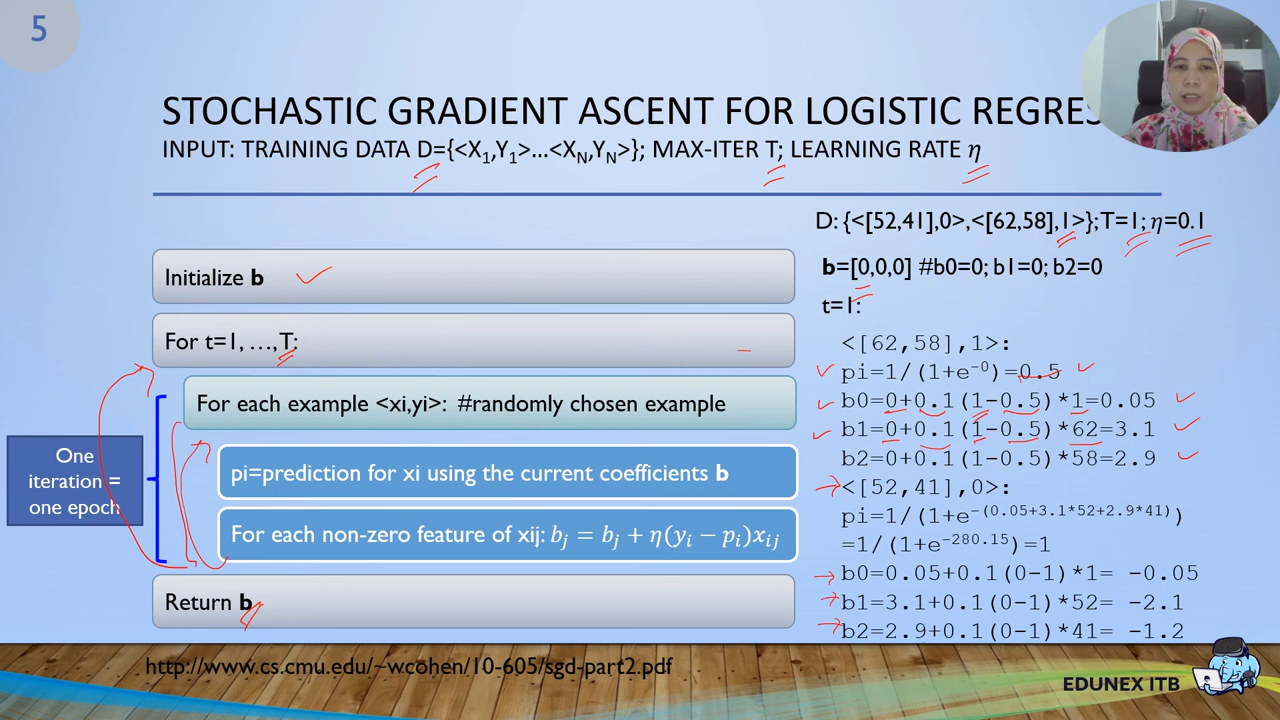 5
STOCHASTIC GRADIENT ASCENT FOR LOGISTIC REGRES
INPUT: TRAINING DATA D={<X1,Y1>…<XN,YN>}; MAX-ITER T; LEARNING RATE η
D: {<[52,41],0>,<[62,58],1>};T=1; η=0.1
b=[0,0,0] #b0=0; b1=0; b2=0
t=1:
<[62,58],1>:
pi=1/(1+e^-0)=0.5
b0=0+0.1(1-0.5)*1=0.05
b1=0+0.1(1-0.5)*62=3.1
b2=0+0.1(1-0.5)*58=2.9
<[52,41],0>:
pi=1/(1+e^-(0.05+3.1*52+2.9*41))
=1/(1+e^-280.15)=1
b0=0.05+0.1(0-1)*1= -0.05
b1=3.1+0.1(0-1)*52= -2.1
b2=2.9+0.1(0-1)*41= -1.2
Initialize b
For t=1, …,T:
For each example <xi,yi>: #randomly chosen example
pi=prediction for xi using the current coefficients b
For each non-zero feature of xij: b_j = b_j + η(y_i − p_i)x_ij
Return b
One
iteration =
one epoch
http://www.cs.cmu.edu/~wcohen/10-605/sgd-part2.pdf
EDUNEX ITB